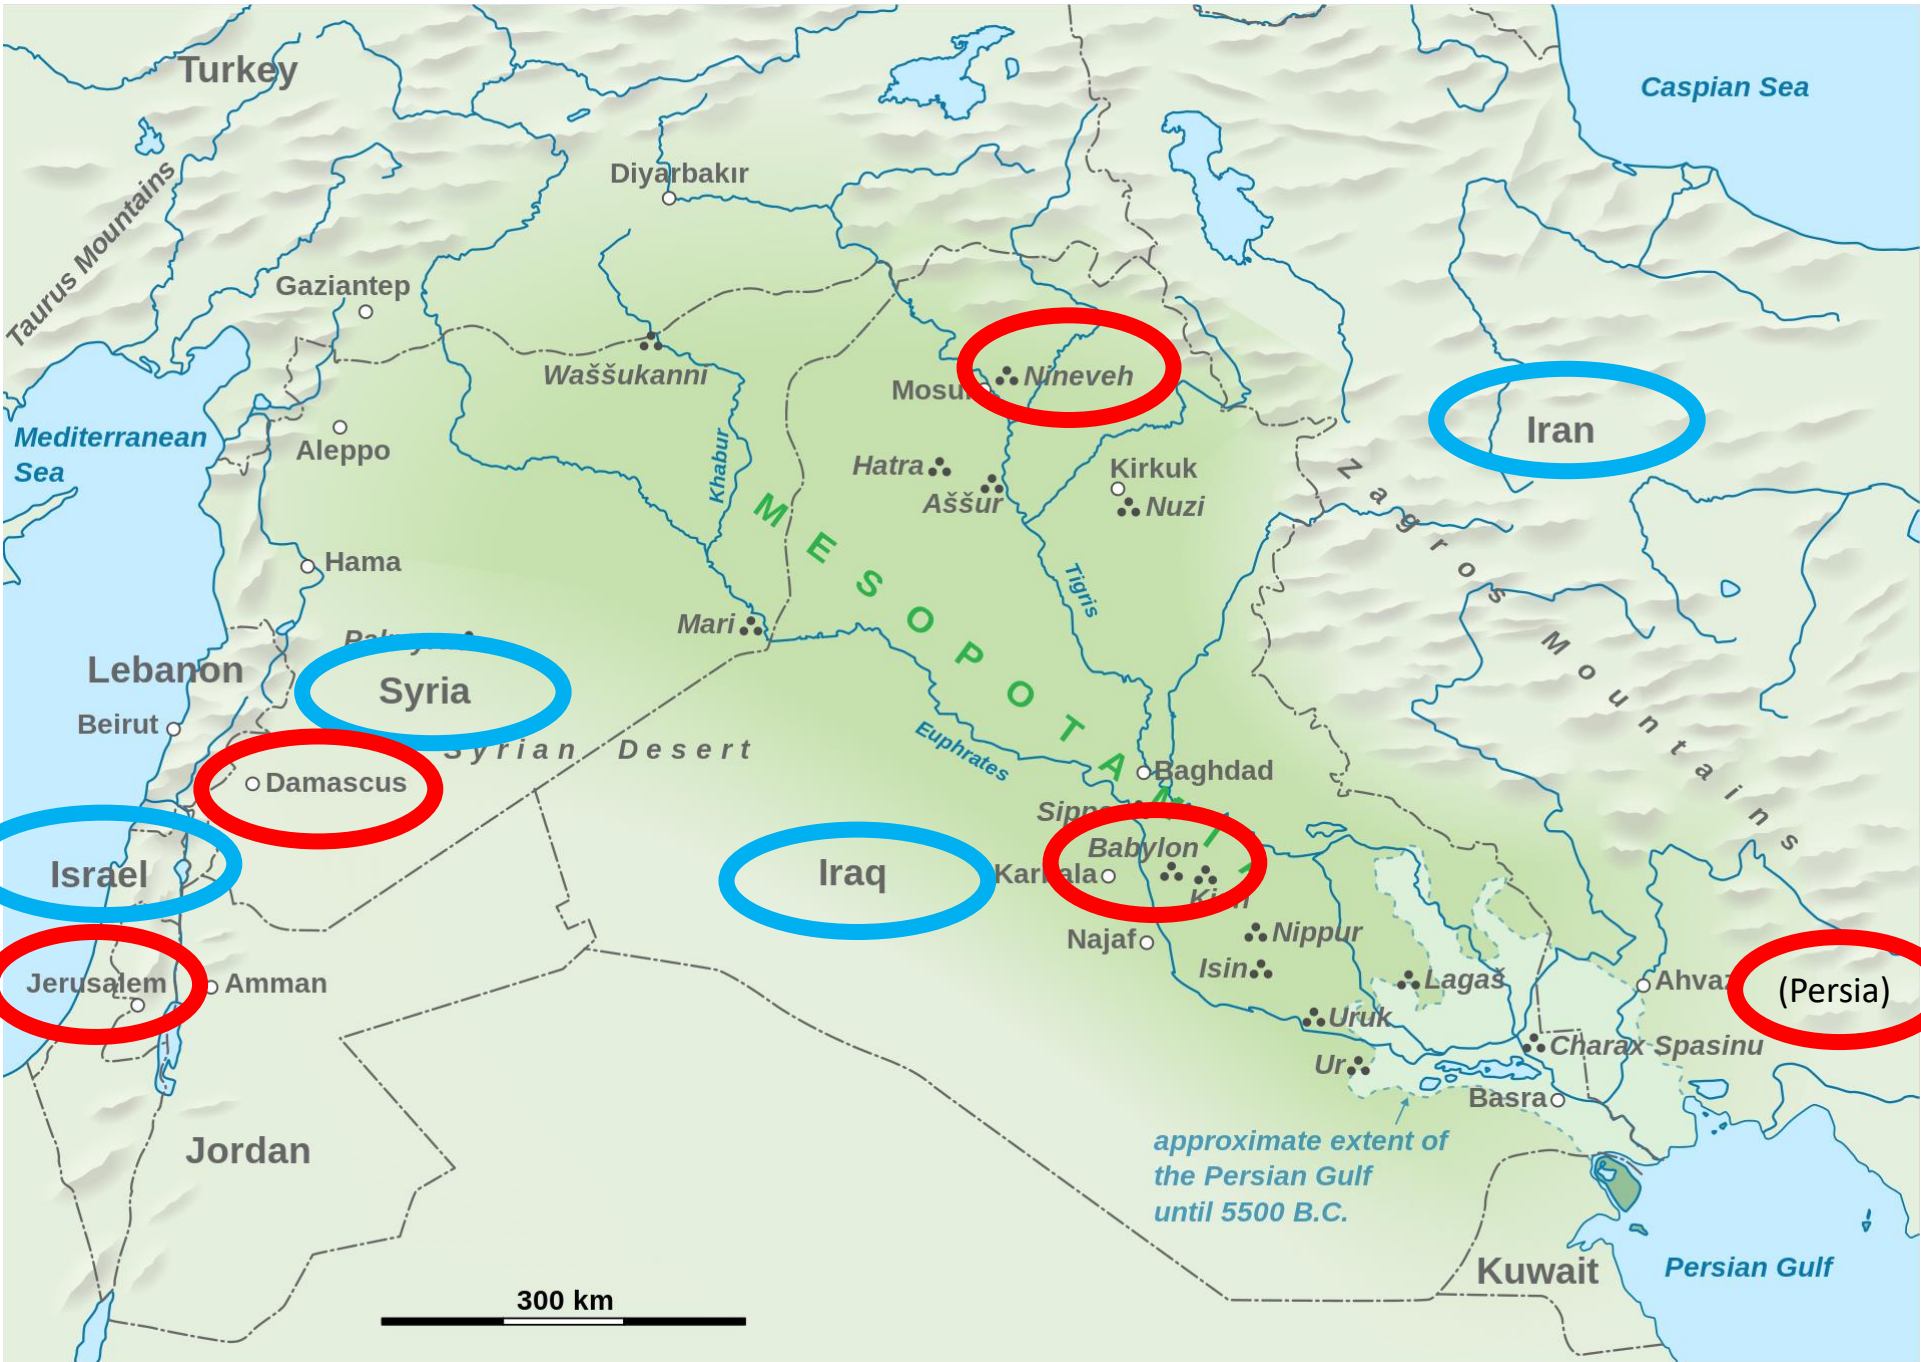 Turkey
Caspian Sea
Diyarbakır
Taurus Mountains
Gaziantep
Waššukanni
Nineveh
Mosul
Iran
Mediterranean
Sea
Aleppo
Khabur
Hatra
Aššur
Kirkuk
Nuzi
Zagros Mountains
MESOPOTAMIA
Hama
Tigris
Mari
Lebanon
Syria
Beirut
Syrian Desert
Euphrates
Damascus
Baghdad
Israel
Iraq
Babylon
Nippur
Najaf
Isin
Lagaš
Jerusalem
Amman
Ahvaz
(Persia)
Uruk
Ur
Charax Spasinu
Basra
Jordan
approximate extent of
the Persian Gulf
until 5500 B.C.
Kuwait
Persian Gulf
300 km